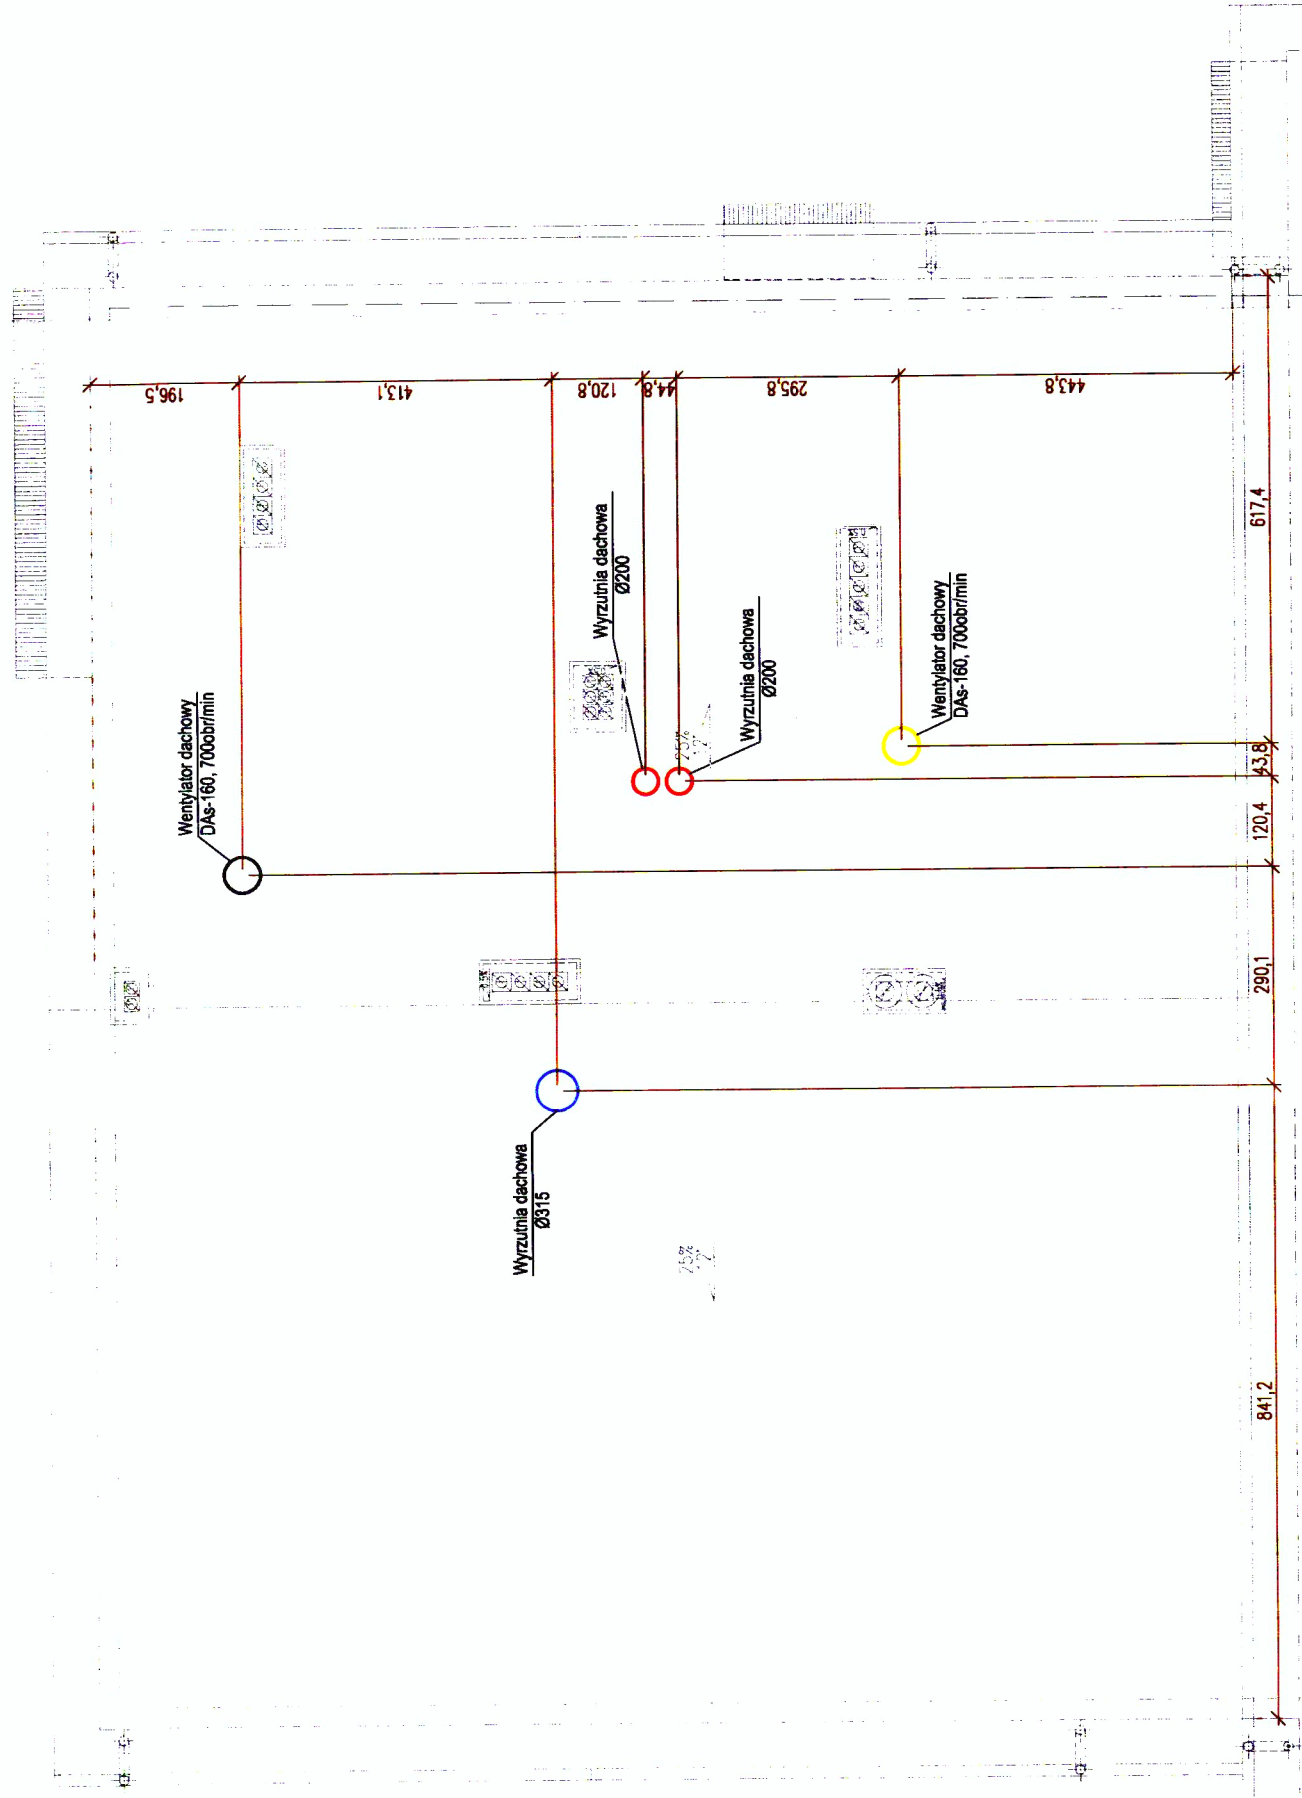 196,5
413,1
120,8
44,8
295,8
443,8
Wentylator dachowy
DAs-160, 700obr/min
Wyrzutnia dachowa
Ø200
Wyrzutnia dachowa
Ø200
Wentylator dachowy
DAs-160, 700obr/min
Wyrzutnia dachowa
Ø315
25%
617,4
43,8
120,4
290,1
841,2